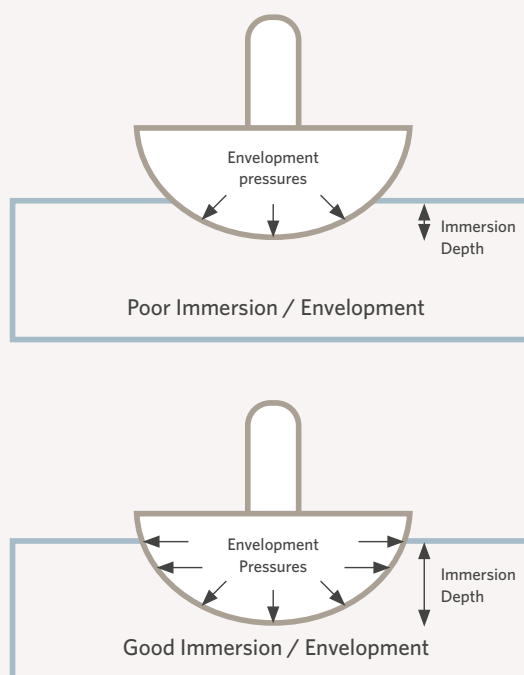 Envelopment
pressures
Immersion
Depth
Poor Immersion / Envelopment
Envelopment
Pressures
Immersion
Depth
Good Immersion / Envelopment